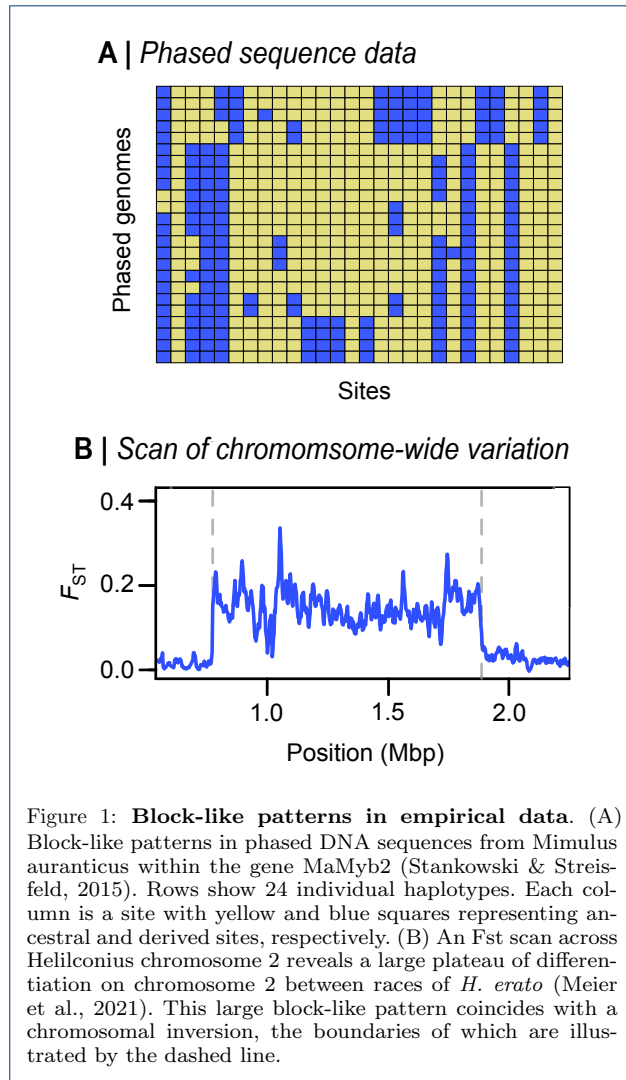 A | Phased sequence data
Phased genomes
Sites
B | Scan of chromomsome-wide variation
0.4
0.2
0.0
FST
1.0 1.5 2.0
Position (Mbp)
Figure 1: Block-like patterns in empirical data. (A)
Block-like patterns in phased DNA sequences from Mimulus
auranticus within the gene MaMyb2 (Stankowski & Streis-
feld, 2015). Rows show 24 individual haplotypes. Each col-
umn is a site with yellow and blue squares representing an-
cestral and derived sites, respectively. (B) An Fst scan across
Helilconius chromosome 2 reveals a large plateau of differen-
tiation on chromosome 2 between races of H. erato (Meier
et al., 2021). This large block-like pattern coincides with a
chromosomal inversion, the boundaries of which are illus-
trated by the dashed line.